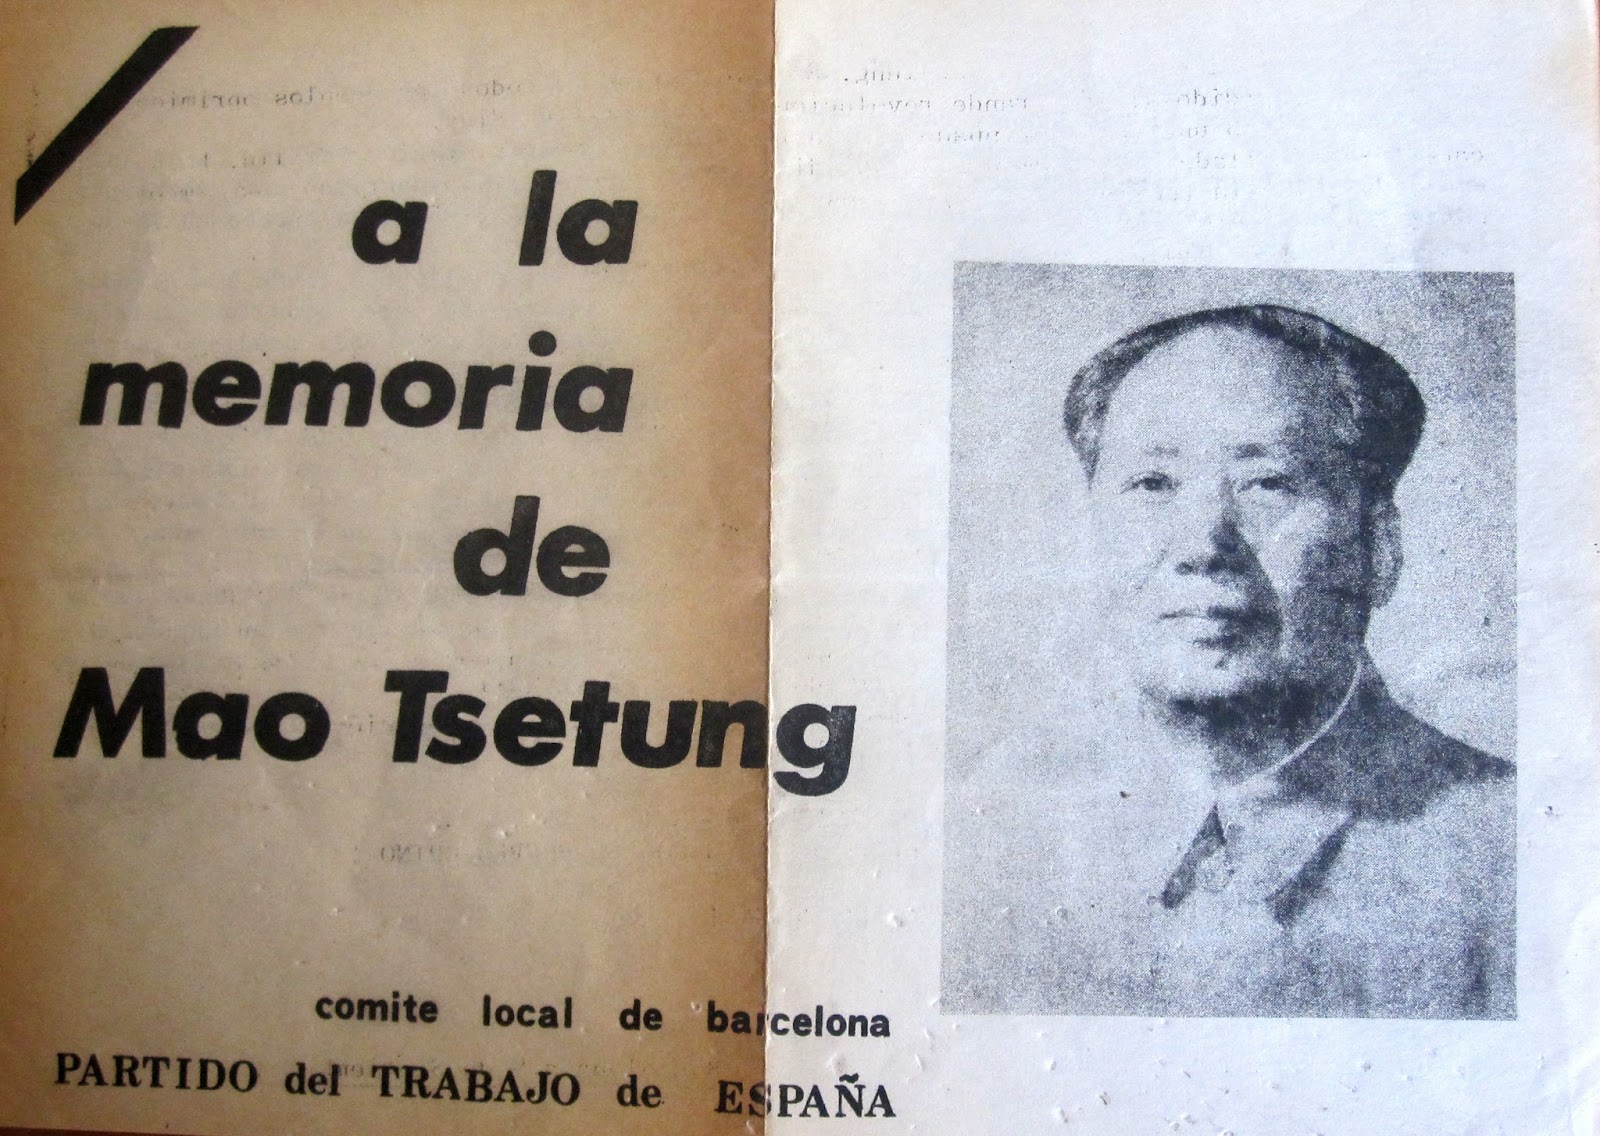 a la
memoria
de
Mao Tsetung
comite local de barcelona
PARTIDO del TRABAJO de ESPAÑA